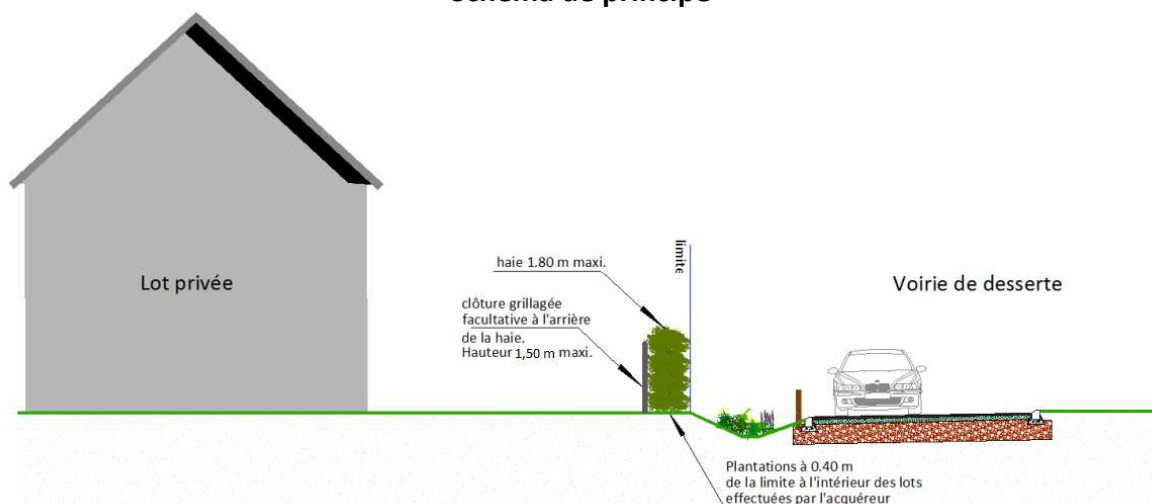 Schéma de principe
limite
haie 1.80 m maxi.
Lot privée
Voirie de desserte
clôture grillagée
facultative à l'arrière
de la haie.
Hauteur 1,50 m maxi.
Plantations à 0.40 m
de la limite à l'intérieur des lots
effectuées par l'acquéreur